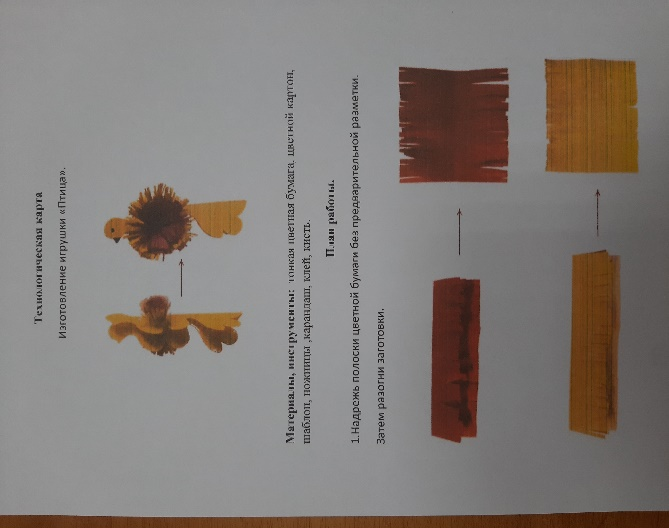 Технологическая карта
Изготовление игрушки «Птица».
Материалы, инструменты: тонкая цветная бумага, цветной картон,
шаблон, ножницы ,карандаш, клей, кисть.
План работы.
1.Надрежь полоски цветной бумаги без предварительной разметки.
Затем разогни заготовки.